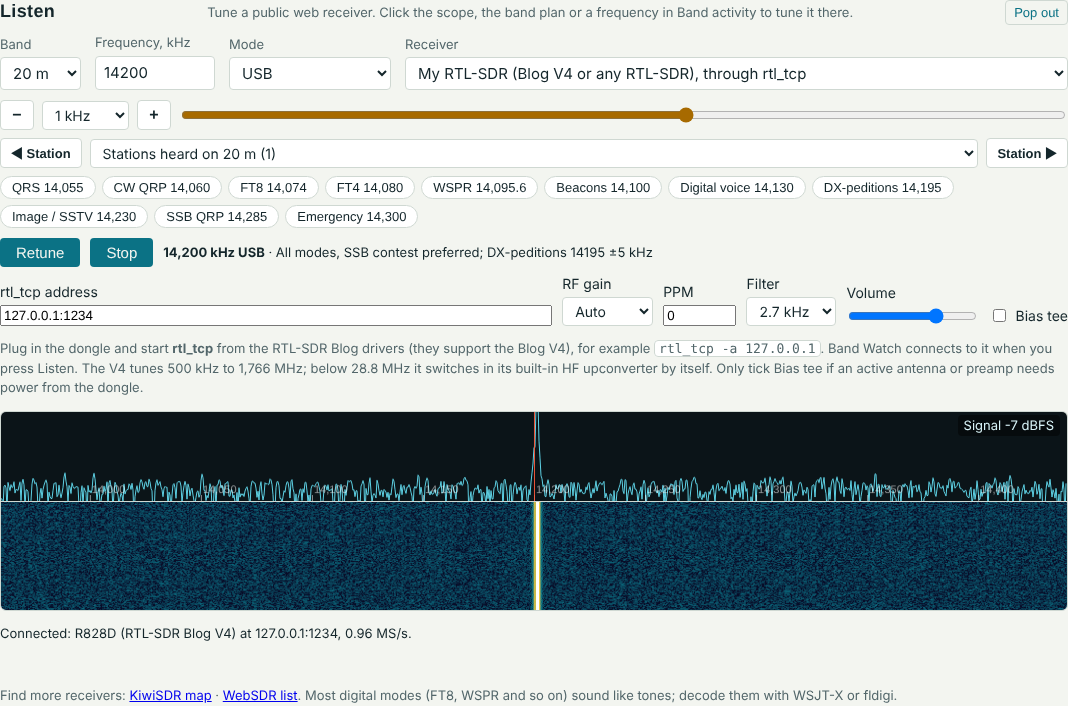 Listen
Tune a public web receiver. Click the scope, the band plan or a frequency in Band activity to tune it there.
Pop out
Band
Frequency, kHz
Mode
Receiver
20 m
14200
USB
My RTL-SDR (Blog V4 or any RTL-SDR), through rtl_tcp
−
1 kHz
+
◀ Station
Stations heard on 20 m (1)
Station ▶
QRS 14,055
CW QRP 14,060
FT8 14,074
FT4 14,080
WSPR 14,095.6
Beacons 14,100
Digital voice 14,130
DX-peditions 14,195
Image / SSTV 14,230
SSB QRP 14,285
Emergency 14,300
Retune
Stop
14,200 kHz USB · All modes, SSB contest preferred; DX-peditions 14195 ±5 kHz
rtl_tcp address
RF gain
PPM
Filter
Volume
127.0.0.1:1234
Auto
0
2.7 kHz
Bias tee
Plug in the dongle and start rtl_tcp from the RTL-SDR Blog drivers (they support the Blog V4), for example rtl_tcp -a 127.0.0.1. Band Watch connects to it when you
press Listen. The V4 tunes 500 kHz to 1,766 MHz; below 28.8 MHz it switches in its built-in HF upconverter by itself. Only tick Bias tee if an active antenna or preamp needs
power from the dongle.
Signal -7 dBFS
Connected: R828D (RTL-SDR Blog V4) at 127.0.0.1:1234, 0.96 MS/s.
Find more receivers: KiwiSDR map · WebSDR list. Most digital modes (FT8, WSPR and so on) sound like tones; decode them with WSJT-X or fldigi.